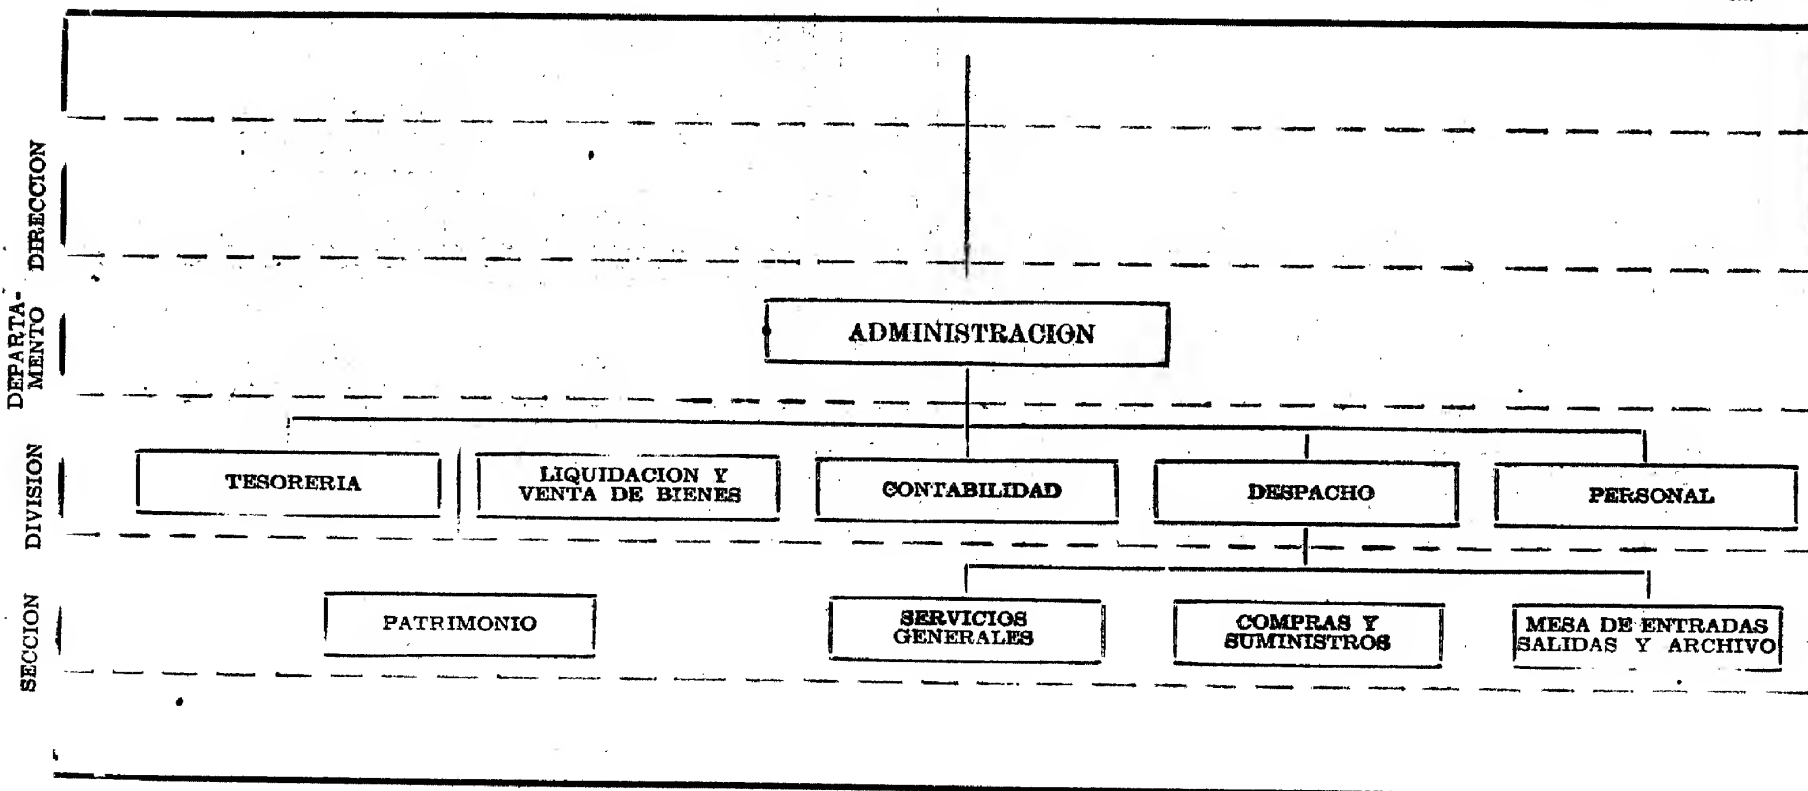 DIRECCION
DEPARTA-
MENTO
ADMINISTRACION
DIVISION
TESORERIA
LIQUIDACION Y
VENTA DE BIENES
CONTABILIDAD
DESPACHO
PERSONAL
SECCION
PATRIMONIO
SERVICIOS
GENERALES
COMPRAS Y
SUMINISTROS
MESA DE ENTRADAS
SALIDAS Y ARCHIVO